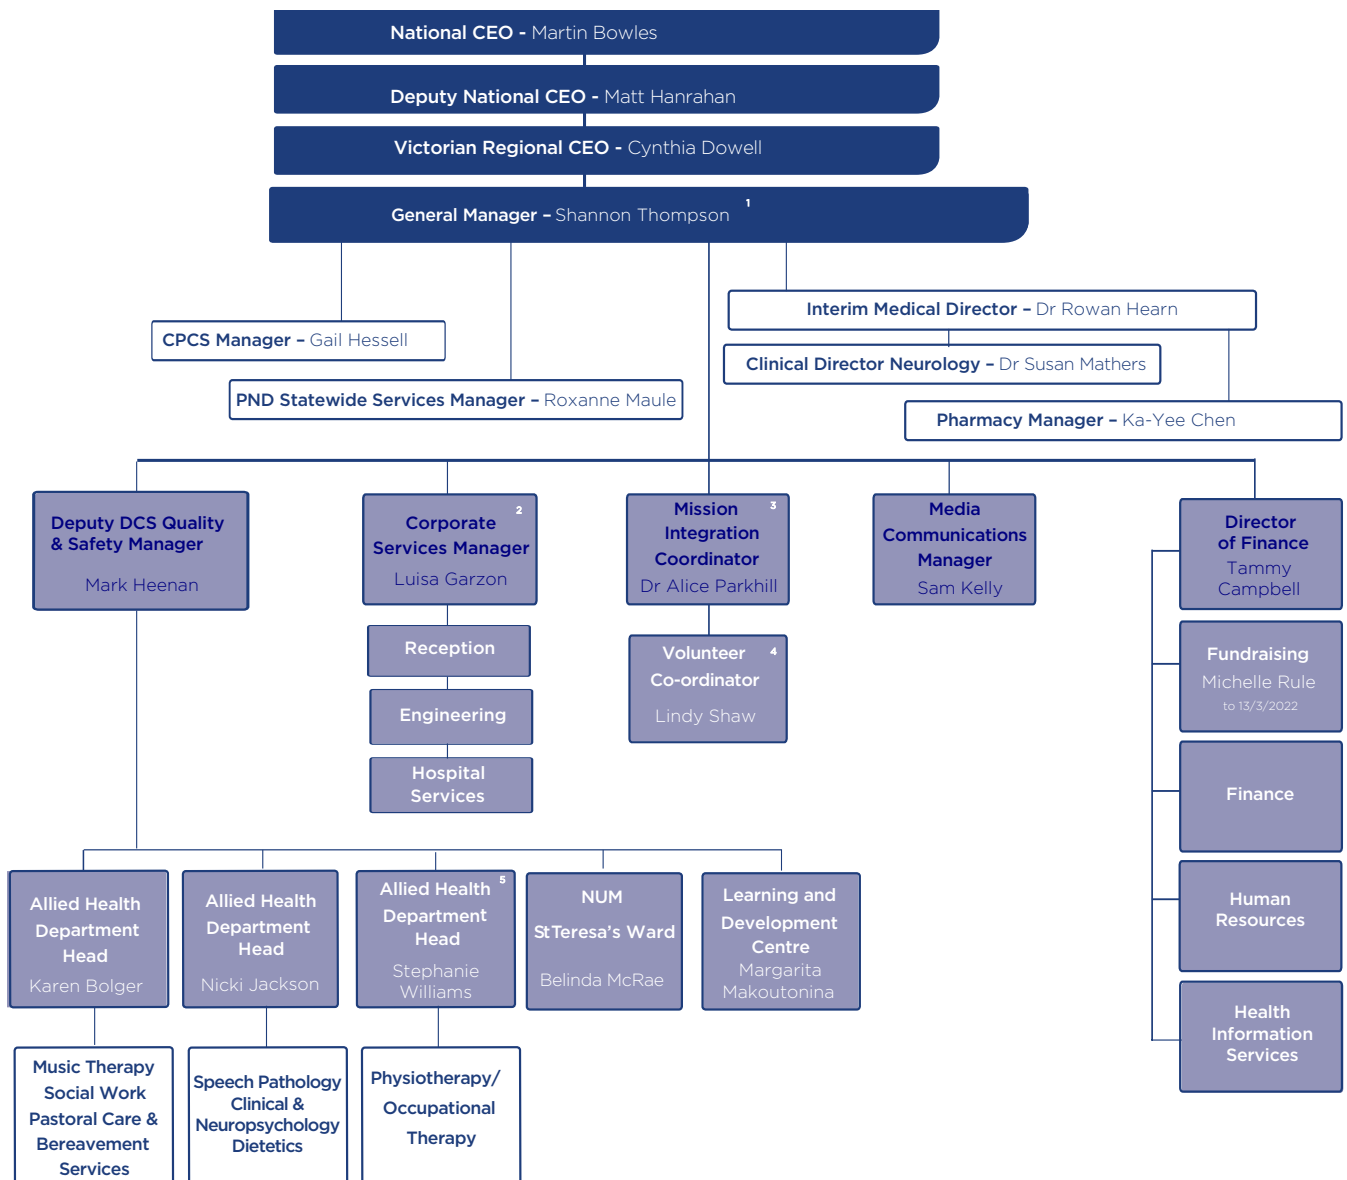 National CEO - Martin Bowles
Deputy National CEO - Matt Hanrahan
Victorian Regional CEO - Cynthia Dowell
General Manager – Shannon Thompson 1
Interim Medical Director – Dr Rowan Hearn
CPCS Manager – Gail Hessell
Clinical Director Neurology – Dr Susan Mathers
PND Statewide Services Manager – Roxanne Maule
Pharmacy Manager – Ka-Yee Chen
Deputy DCS Quality
& Safety Manager
Mark Heenan
2
Corporate
Services Manager
Luisa Garzon
Reception
Engineering
Hospital
Services
Mission 3
Integration
Coordinator
Dr Alice Parkhill
Volunteer 4
Co-ordinator
Lindy Shaw
Media
Communications
Manager
Sam Kelly
Director
of Finance
Tammy
Campbell
Fundraising
Michelle Rule
to 13/3/2022
Finance
Human
Resources
Health
Information
Services
Allied Health
Department
Head
Karen Bolger
Allied Health
Department
Head
Nicki Jackson
Allied Health 5
Department
Head
Stephanie
Williams
NUM
StTeresa's Ward
Belinda McRae
Learning and
Development
Centre
Margarita
Makoutonina
Music Therapy
Social Work
Pastoral Care &
Bereavement
Services
Speech Pathology
Clinical &
Neuropsychology
Dietetics
Physiotherapy/
Occupational
Therapy